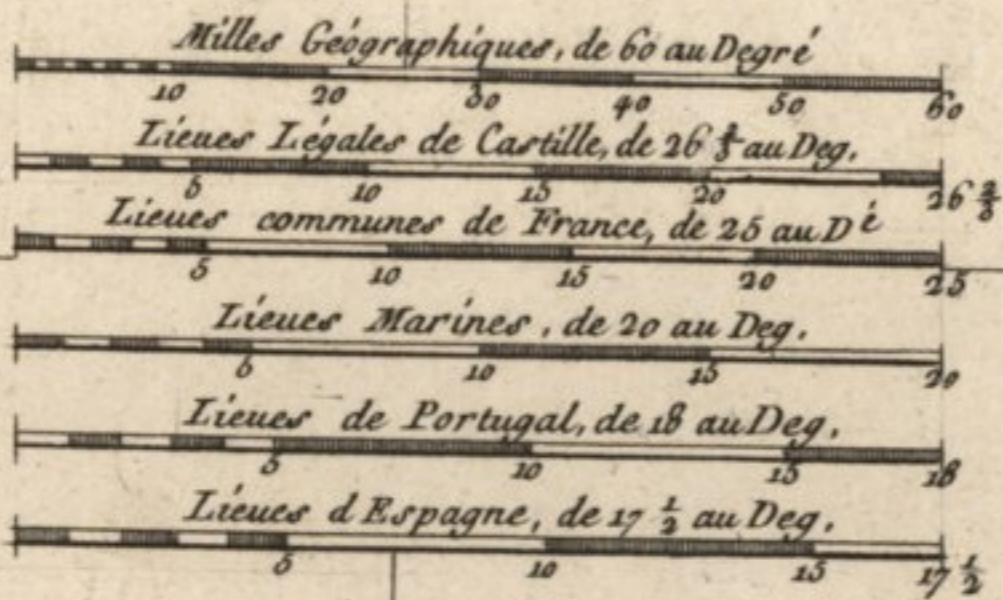 Milles Géographiques, de 60 au Degré
10 20 30 40 50 60
Lieues Légales de Castille, de 26 2/3 au Deg.
5 10 15 20 26 2/3
Lieues communes de France, de 25 au Dé
5 10 15 20 25
Lieues Marines, de 20 au Deg.
5 10 15 20
Lieues de Portugal, de 18 au Deg.
5 10 15 18
Lieues d'Espagne, de 17 1/2 au Deg.
5 10 15 17 1/2